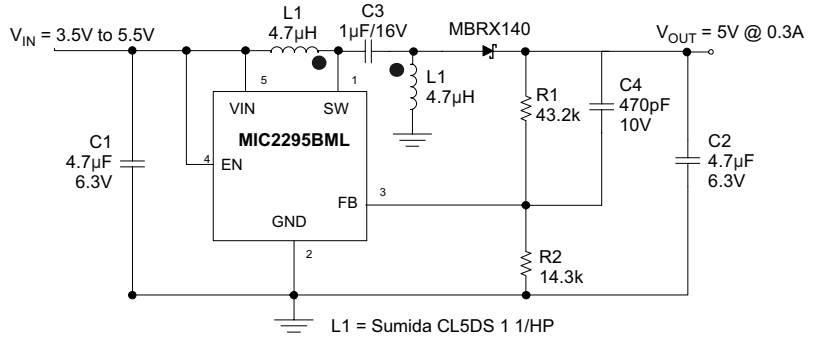 V_IN = 3.5V to 5.5V
L1
4.7µH
C3
1µF/16V
MBRX140
V_OUT = 5V @ 0.3A
5
1
L1
4.7µH
R1
43.2k
C4
470pF
10V
VIN
SW
MIC2295BML
C1
4.7µF
6.3V
4
EN
C2
4.7µF
6.3V
3
FB
GND
2
R2
14.3k
L1 = Sumida CL5DS 1 1/HP